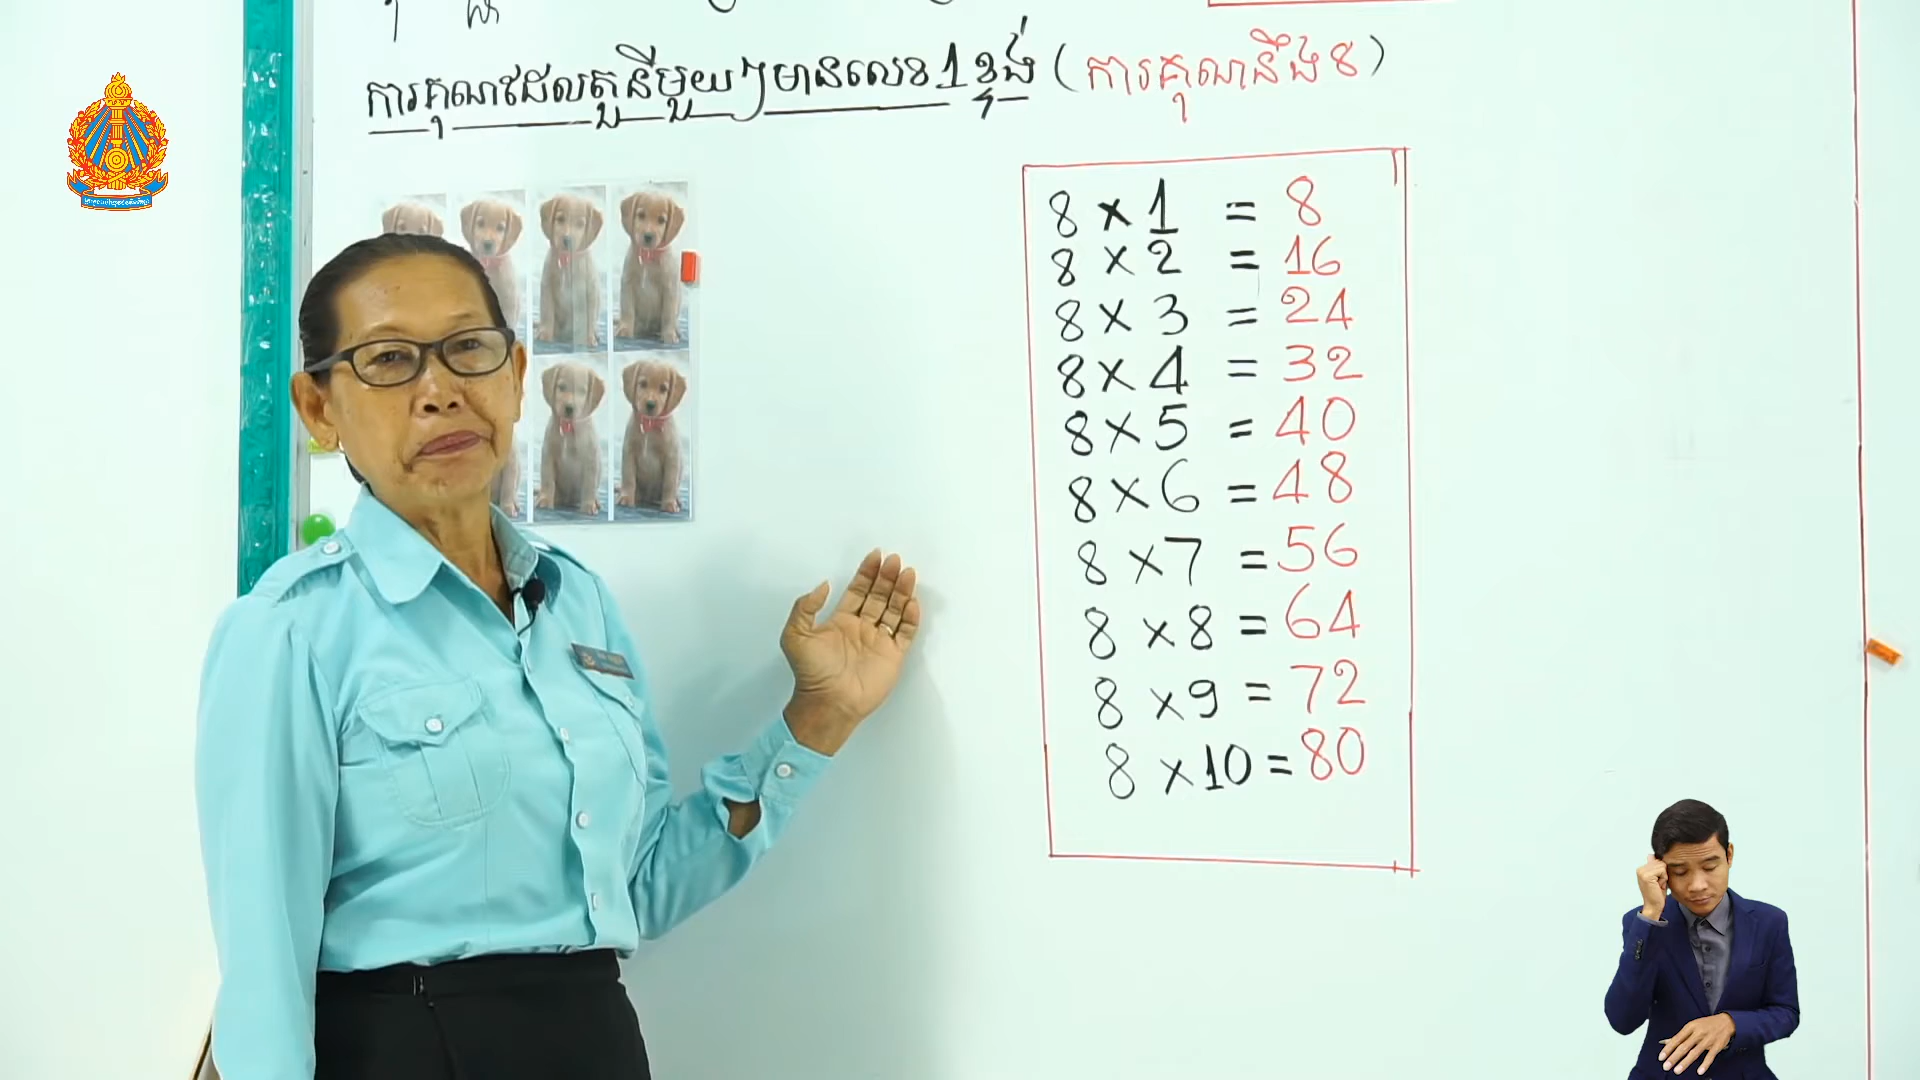 ការគុណដែលតួនីមួយៗមានលេខ1ខ្ទង់ (ការគុណនឹង8)
8 × 1 = 8
8 × 2 = 16
8 × 3 = 24
8 × 4 = 32
8 × 5 = 40
8 × 6 = 48
8 × 7 = 56
8 × 8 = 64
8 × 9 = 72
8 × 10 = 80